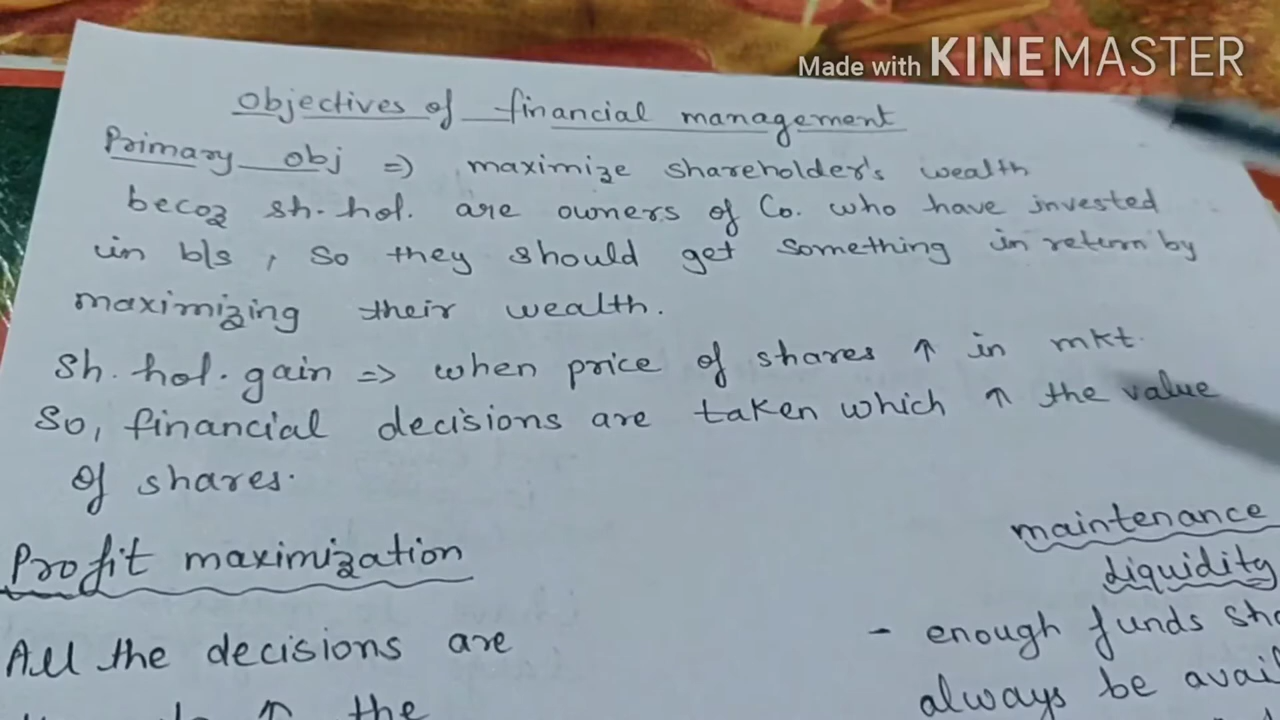 Made with KINEMASTER
Objectives of financial management
Primary obj => maximize shareholder's wealth
becoz sh. hol. are owners of Co. who have invested
in b/s, so they should get something in return by
maximizing their wealth.
Sh. hol. gain => when price of shares ↑ in mkt.
So, financial decisions are taken which ↑ the value
of shares.
Profit maximization
All the decisions are
↑ the
maintenance
liquidity
- enough funds
always be